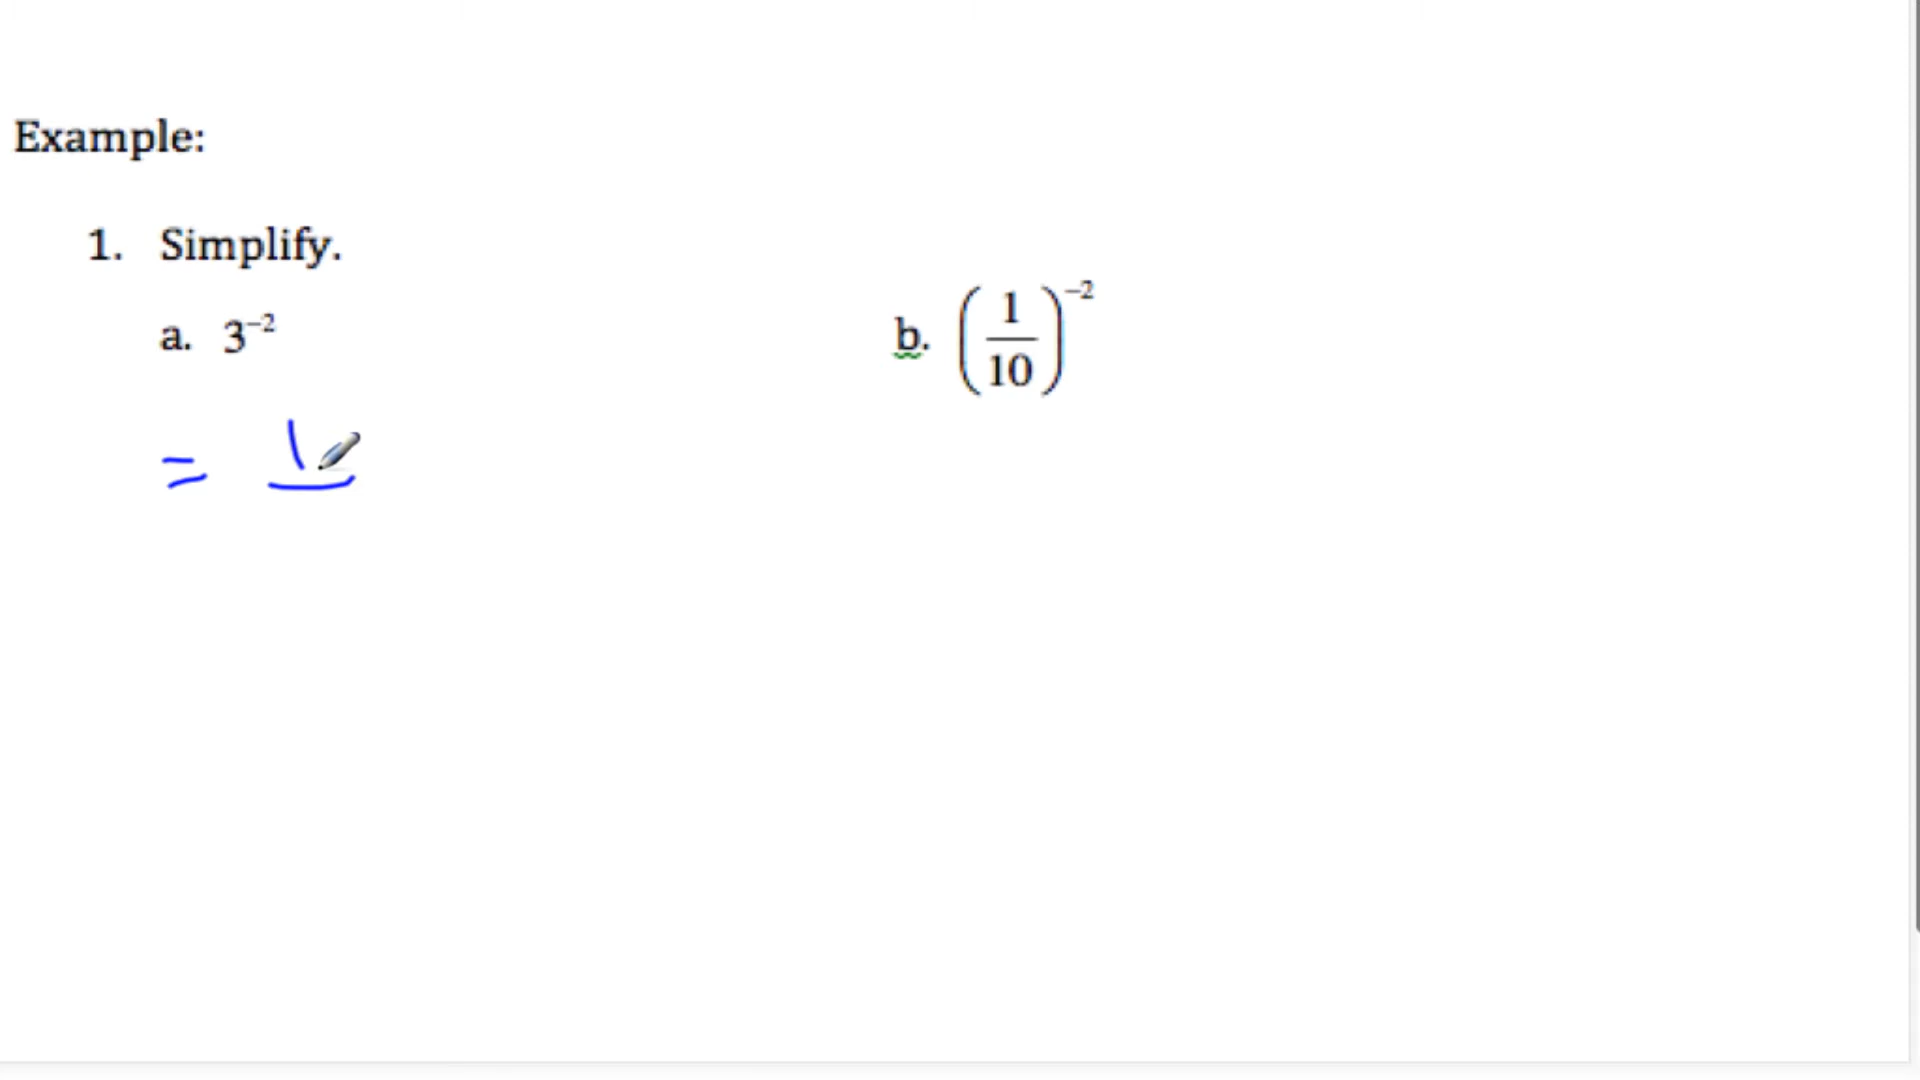 Example:
1. Simplify.
a. 3⁻²
b. (1/10)⁻²
= 1